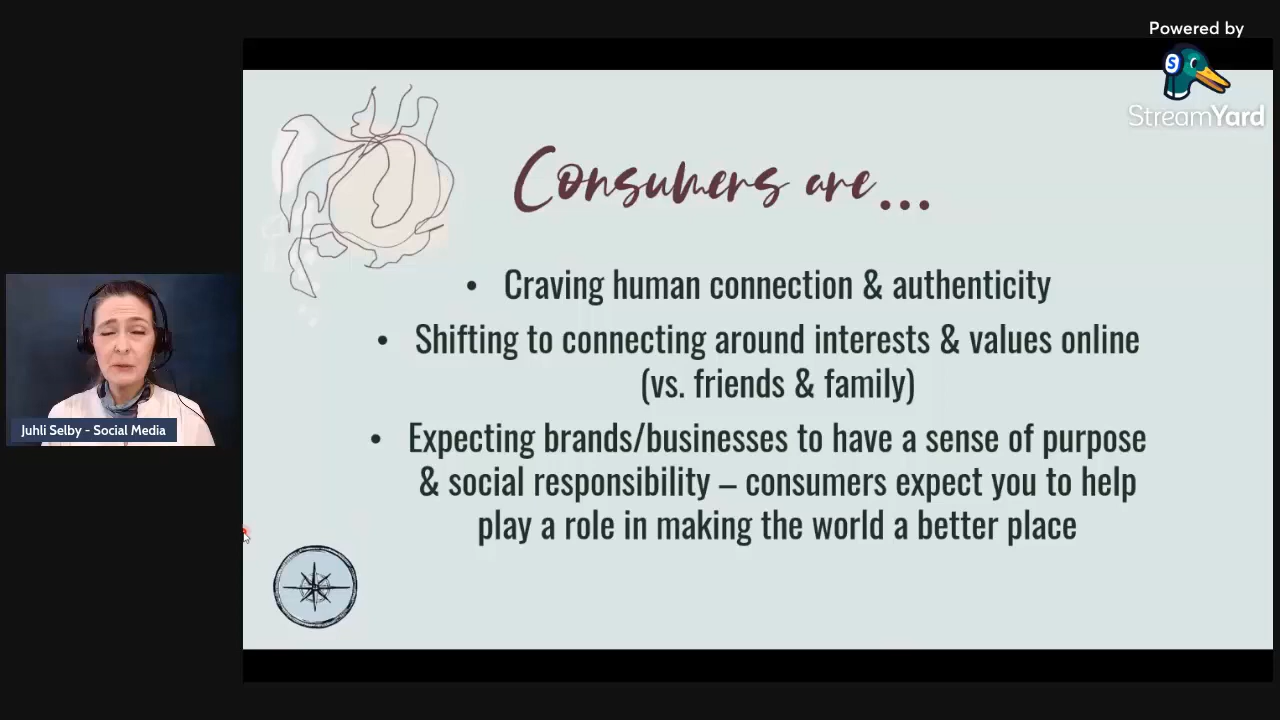 Powered by
S
StreamYard
Consumers are...
• Craving human connection & authenticity
• Shifting to connecting around interests & values online
(vs. friends & family)
• Expecting brands/businesses to have a sense of purpose
& social responsibility – consumers expect you to help
play a role in making the world a better place
Juhli Selby - Social Media